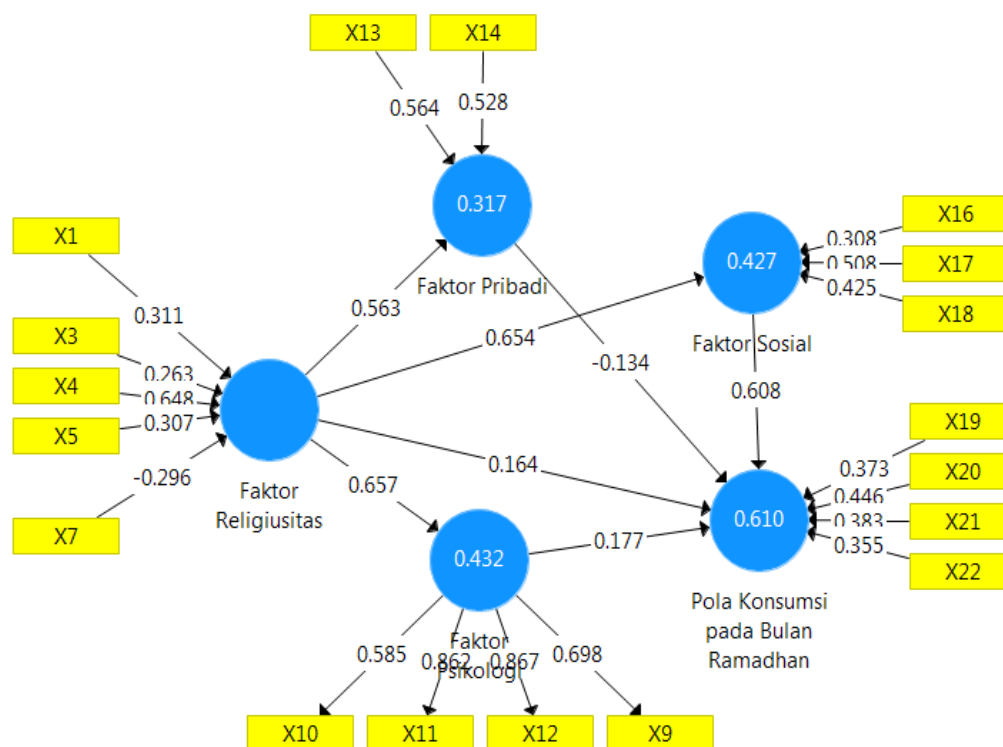 X13
X14
0.564
0.528
0.317
Faktor Pribadi
X16
X17
X18
0.308
0.508
0.425
0.427
Faktor Sosial
X1
X3
X4
X5
X7
0.311
0.263
0.648
0.307
-0.296
Faktor
Religiusitas
0.563
0.654
-0.134
0.608
0.164
0.657
0.177
0.432
Faktor
Psikologi
0.585
0.862
0.867
0.698
X10
X11
X12
X9
0.610
Pola Konsumsi
pada Bulan
Ramadhan
0.373
0.446
0.383
0.355
X19
X20
X21
X22